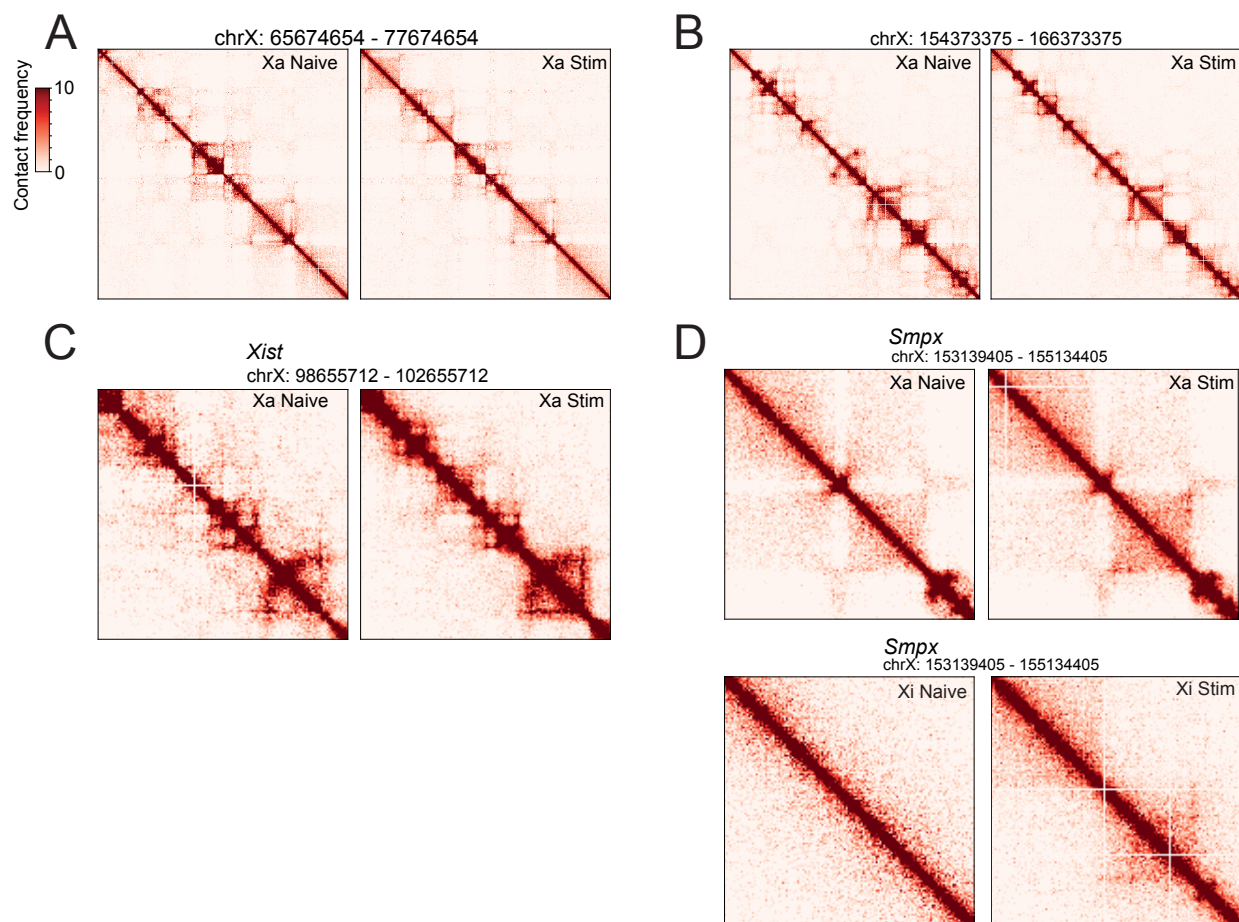 A
chrX: 65674654 - 77674654
Xa Naive
Xa Stim
Contact frequency
10
0
B
chrX: 154373375 - 166373375
Xa Naive
Xa Stim
C
Xist
chrX: 98655712 - 102655712
Xa Naive
Xa Stim
D
Smpx
chrX: 153139405 - 155134405
Xa Naive
Xa Stim
Smpx
chrX: 153139405 - 155134405
Xi Naive
Xi Stim